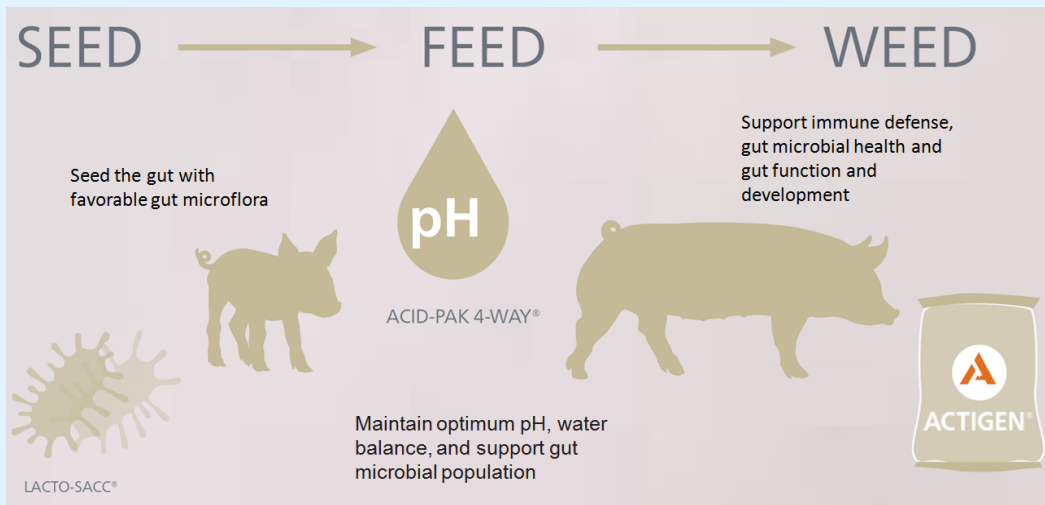 SEED
FEED
WEED
Seed the gut with
favorable gut microflora
LACTO-SACC®
pH
ACID-PAK 4-WAY®
Maintain optimum pH, water
balance, and support gut
microbial population
Support immune defense,
gut microbial health and
gut function and
development
ACTIGEN®